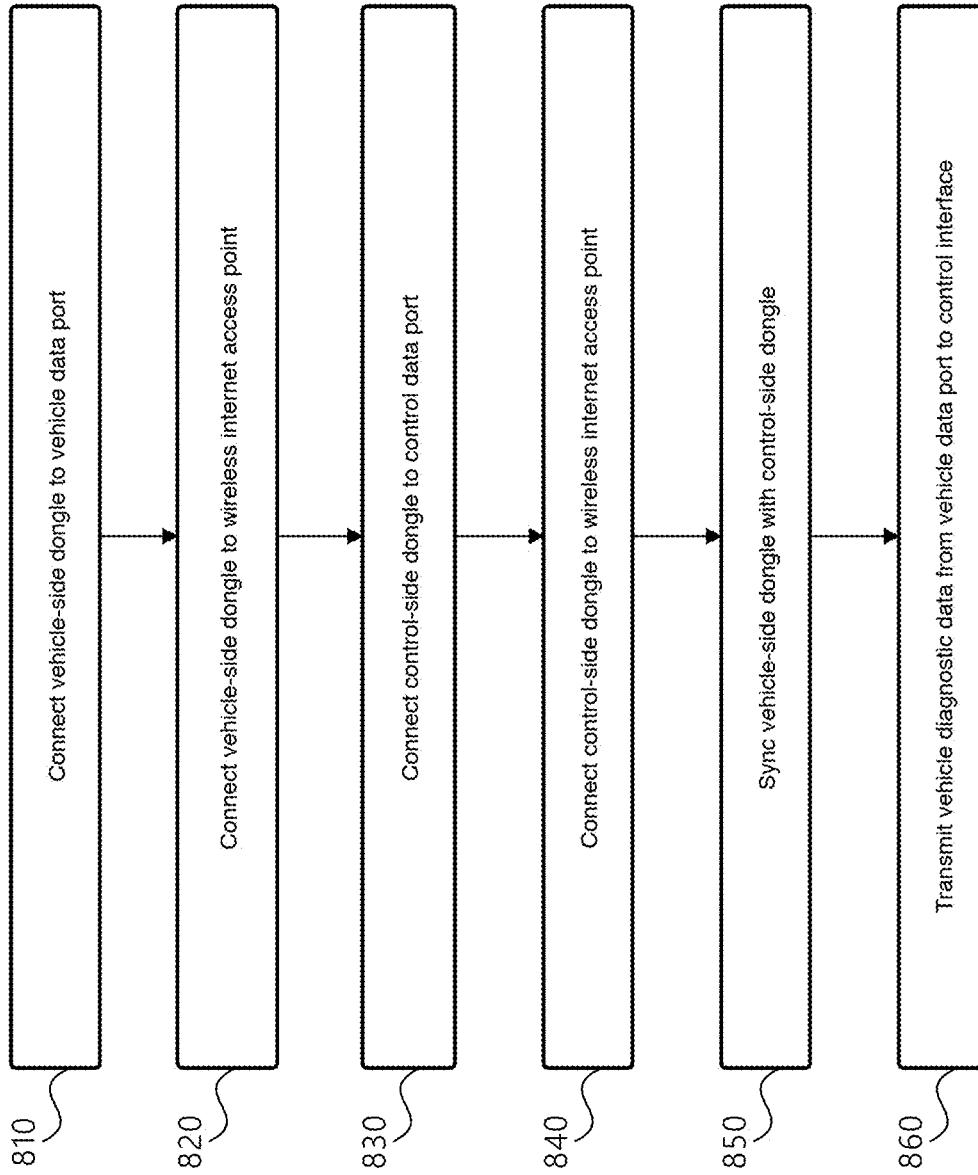 810
Connect vehicle-side dongle to vehicle data port
820
Connect vehicle-side dongle to wireless internet access point
830
Connect control-side dongle to control data port
840
Connect control-side dongle to wireless internet access point
850
Sync vehicle-side dongle with control-side dongle
860
Transmit vehicle diagnostic data from vehicle data port to control interface